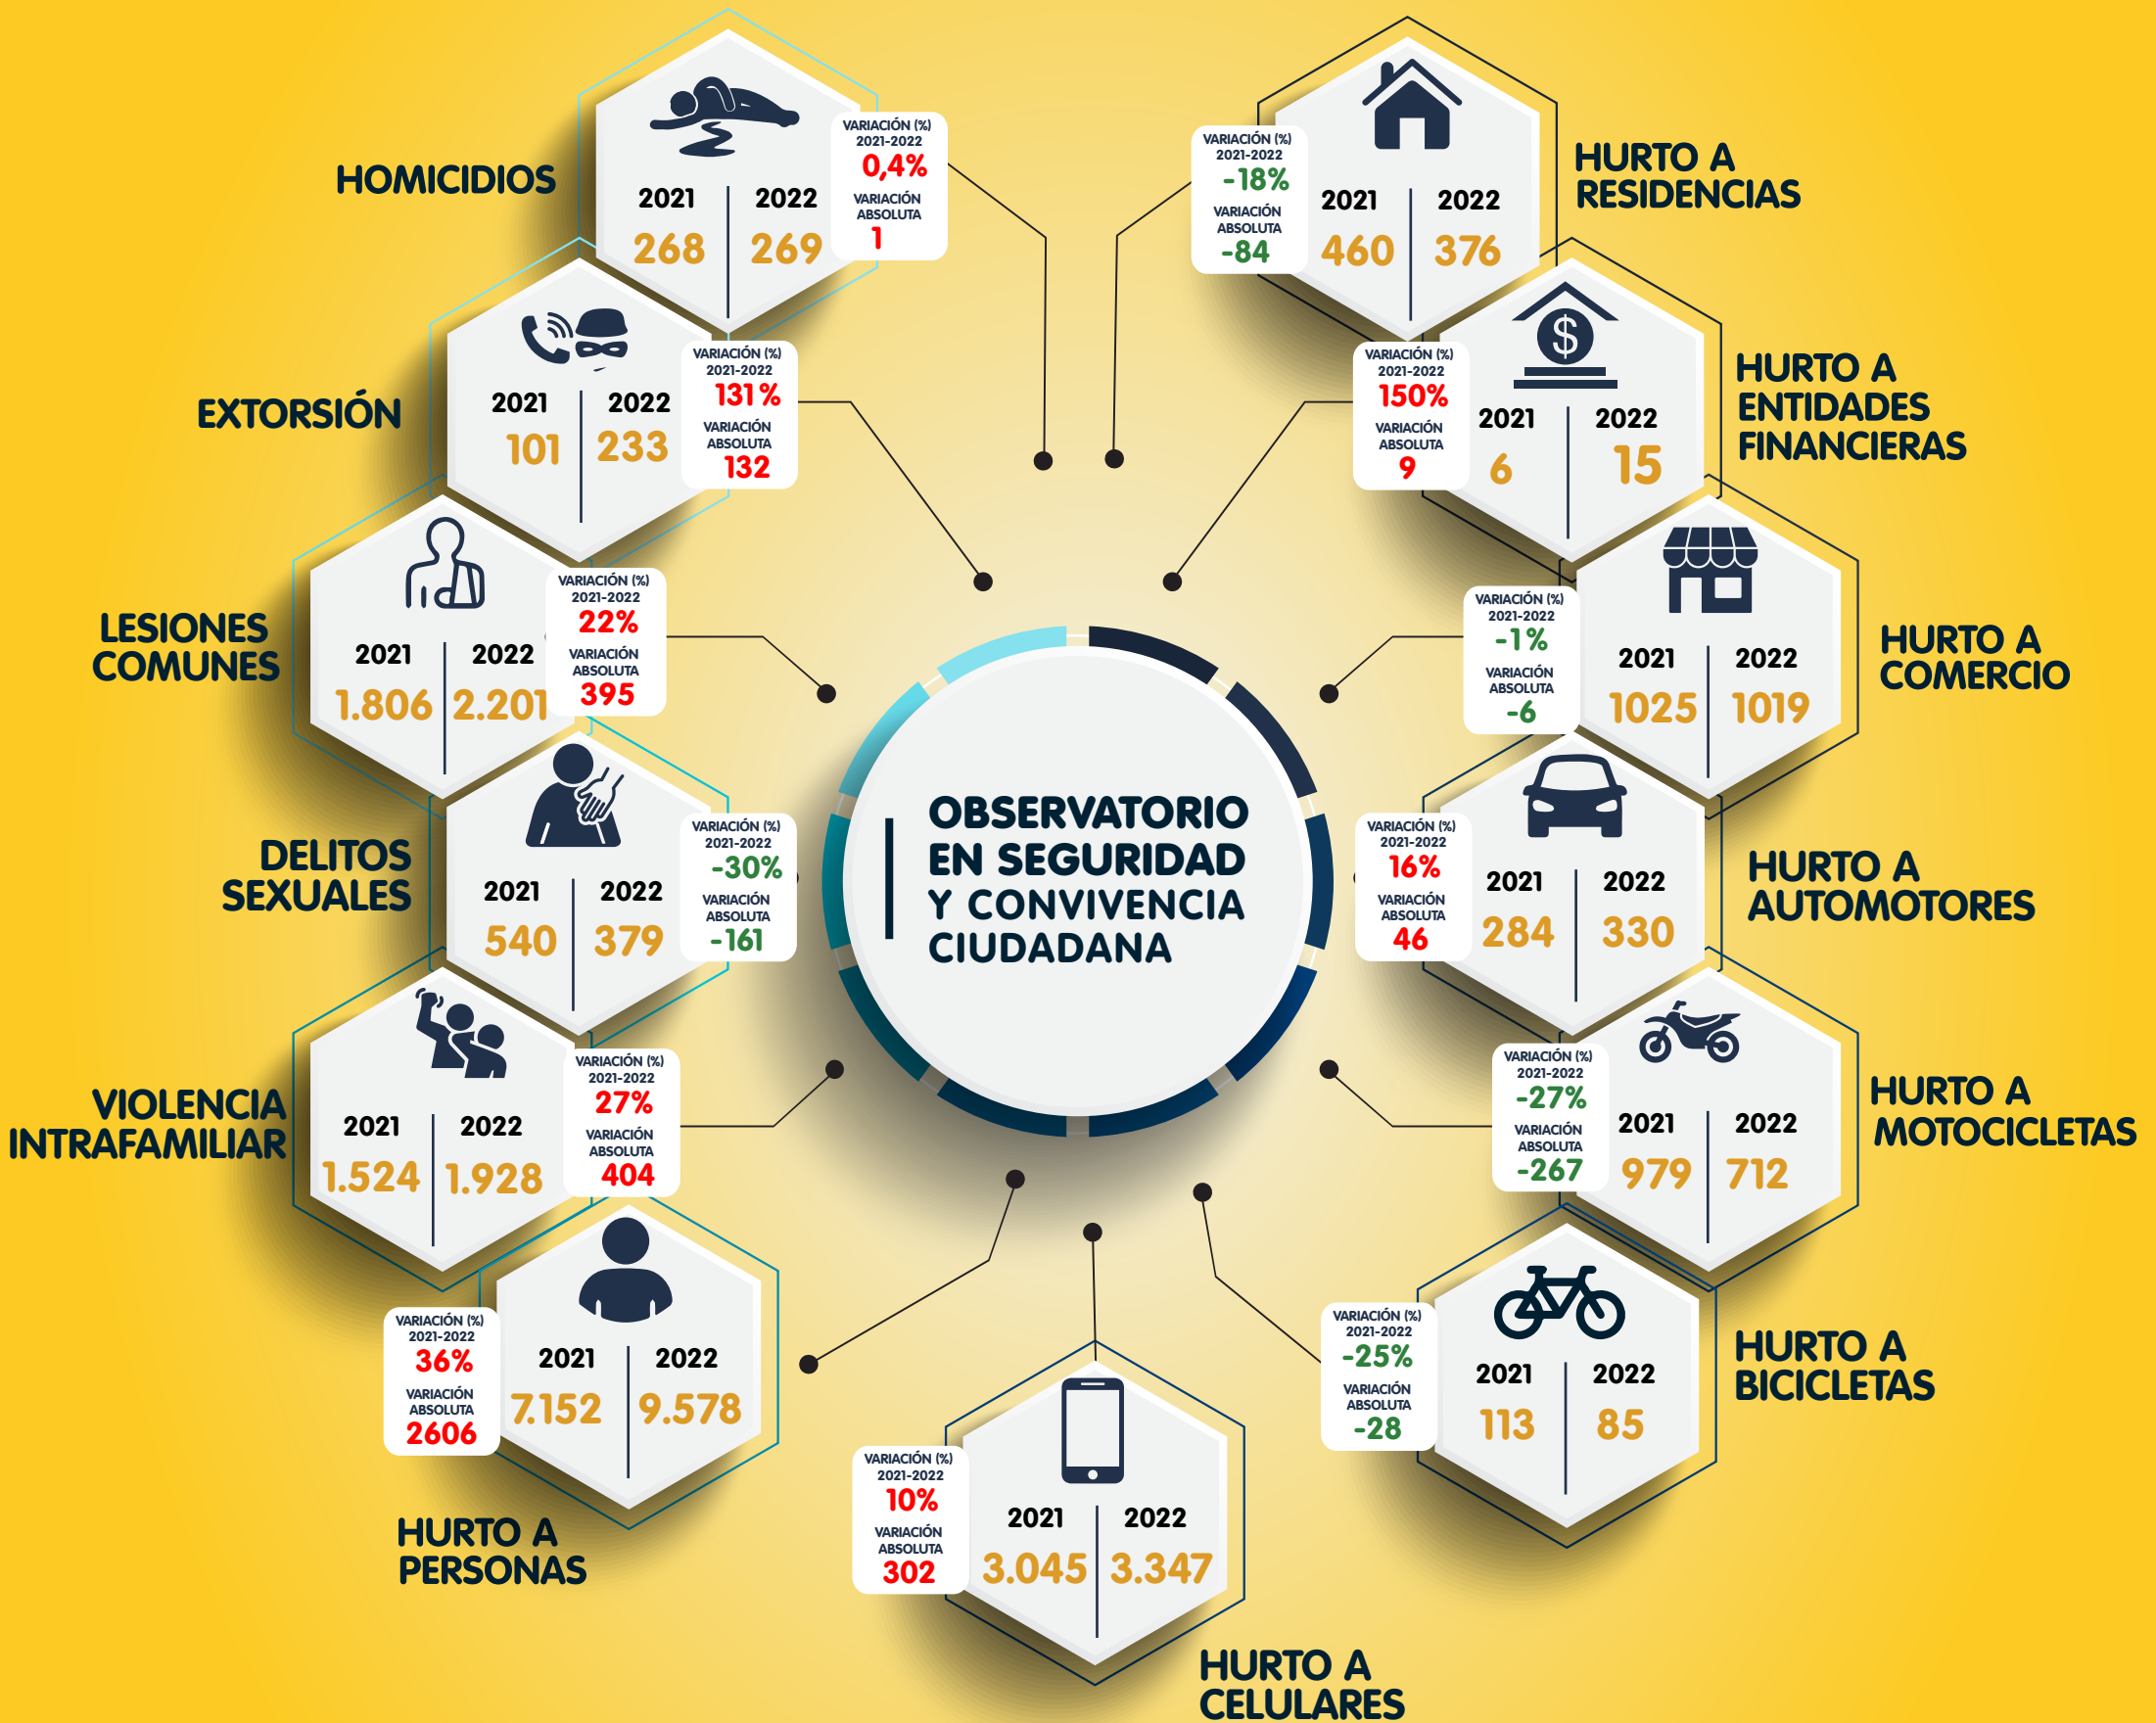 HOMICIDIOS
2021
2022
268
269
VARIACIÓN (%)
2021-2022
0,4%
VARIACIÓN
ABSOLUTA
1
EXTORSIÓN
2021
2022
101
233
VARIACIÓN (%)
2021-2022
131%
VARIACIÓN
ABSOLUTA
132
LESIONES
COMUNES
2021
2022
1.806
2.201
VARIACIÓN (%)
2021-2022
22%
VARIACIÓN
ABSOLUTA
395
DELITOS
SEXUALES
2021
2022
540
379
VARIACIÓN (%)
2021-2022
-30%
VARIACIÓN
ABSOLUTA
-161
VIOLENCIA
INTRAFAMILIAR
2021
2022
1.524
1.928
VARIACIÓN (%)
2021-2022
27%
VARIACIÓN
ABSOLUTA
404
HURTO A
PERSONAS
2021
2022
7.152
9.578
VARIACIÓN (%)
2021-2022
36%
VARIACIÓN
ABSOLUTA
2606
OBSERVATORIO
EN SEGURIDAD
Y CONVIVENCIA
CIUDADANA
VARIACIÓN (%)
2021-2022
10%
VARIACIÓN
ABSOLUTA
302
2021
2022
3.045
3.347
HURTO A
CELULARES
VARIACIÓN (%)
2021-2022
-18%
VARIACIÓN
ABSOLUTA
-84
2021
2022
460
376
HURTO A
RESIDENCIAS
VARIACIÓN (%)
2021-2022
150%
VARIACIÓN
ABSOLUTA
9
$
2021
2022
6
15
HURTO A
ENTIDADES
FINANCIERAS
VARIACIÓN (%)
2021-2022
-1%
VARIACIÓN
ABSOLUTA
-6
2021
2022
1025
1019
HURTO A
COMERCIO
VARIACIÓN (%)
2021-2022
16%
VARIACIÓN
ABSOLUTA
46
2021
2022
284
330
HURTO A
AUTOMOTORES
VARIACIÓN (%)
2021-2022
-27%
VARIACIÓN
ABSOLUTA
-267
2021
2022
979
712
HURTO A
MOTOCICLETAS
VARIACIÓN (%)
2021-2022
-25%
VARIACIÓN
ABSOLUTA
-28
2021
2022
113
85
HURTO A
BICICLETAS